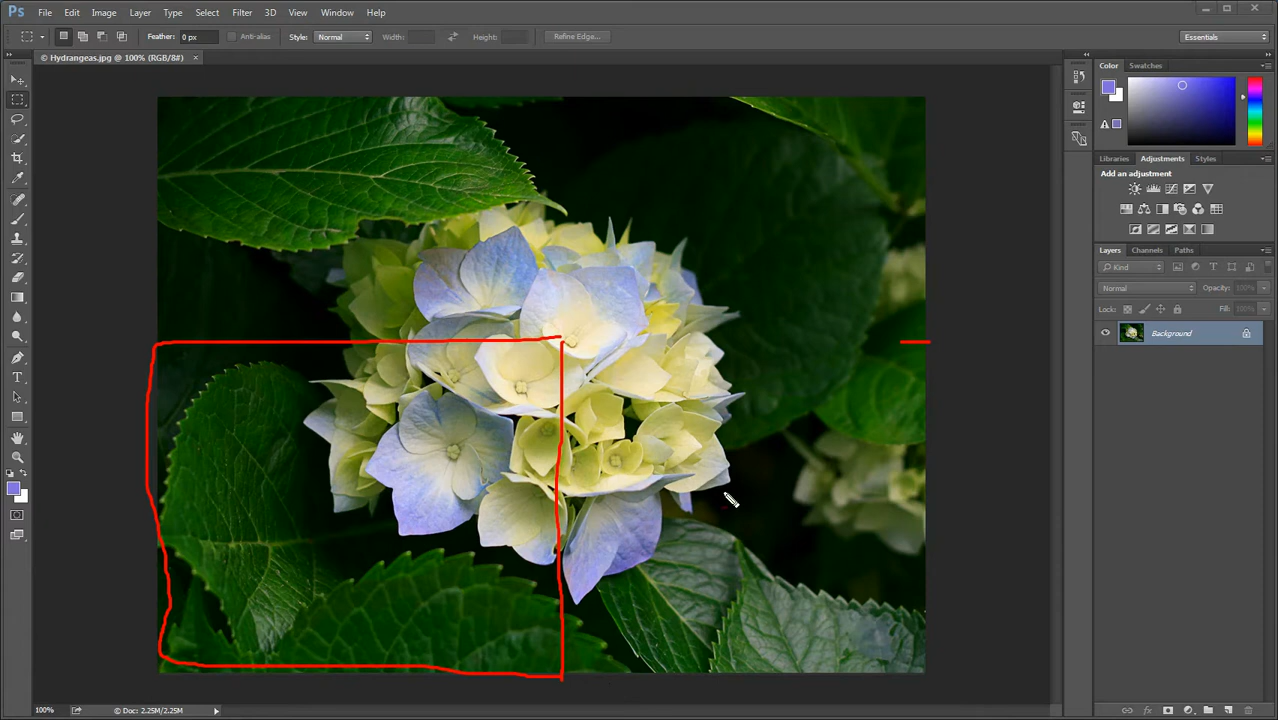 Ps File Edit Image Layer Type Select Filter 3D View Window Help
Feather: 0 px Anti-alias Style: Normal Width: Height: Refine Edge... Essentials
© Hydrangeas.jpg @ 100% (RGB/8#) ×
Color Swatches
Libraries Adjustments Styles
Add an adjustment
Layers Channels Paths
Kind
Normal Opacity: 100%
Lock: Fill: 100%
Background
100% Doc: 2.25M/2.25M